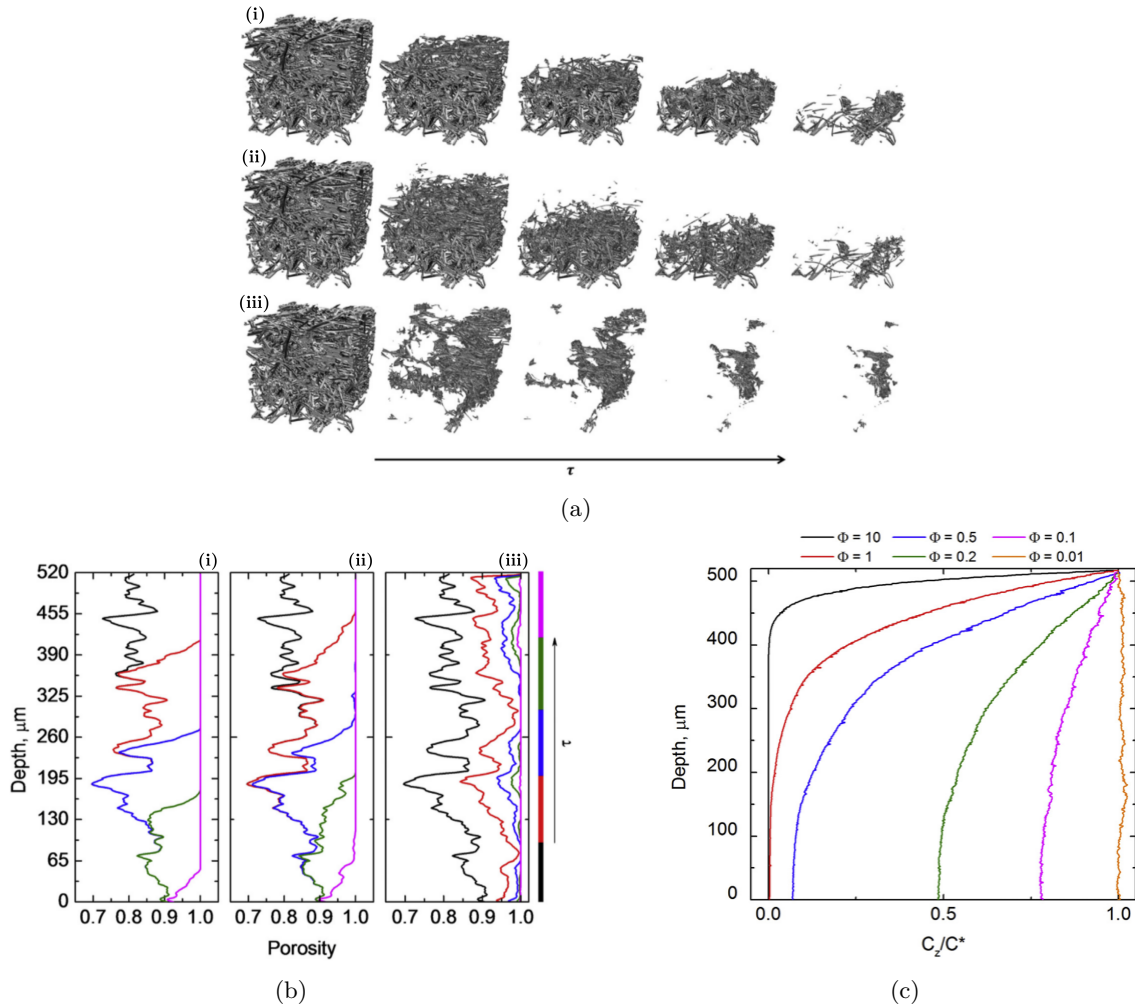 (i)
(ii)
(iii)
τ
(a)
(i)
(ii)
(iii)
520
455
390
325
260
195
130
65
0
Depth, μm
0.7 0.8 0.9 1.0
0.7 0.8 0.9 1.0
0.7 0.8 0.9 1.0
Porosity
τ
(b)
Φ = 10 Φ = 0.5 Φ = 0.1
Φ = 1 Φ = 0.2 Φ = 0.01
500
400
300
200
100
0
Depth, μm
0.0 0.5 1.0
C_z/C*
(c)